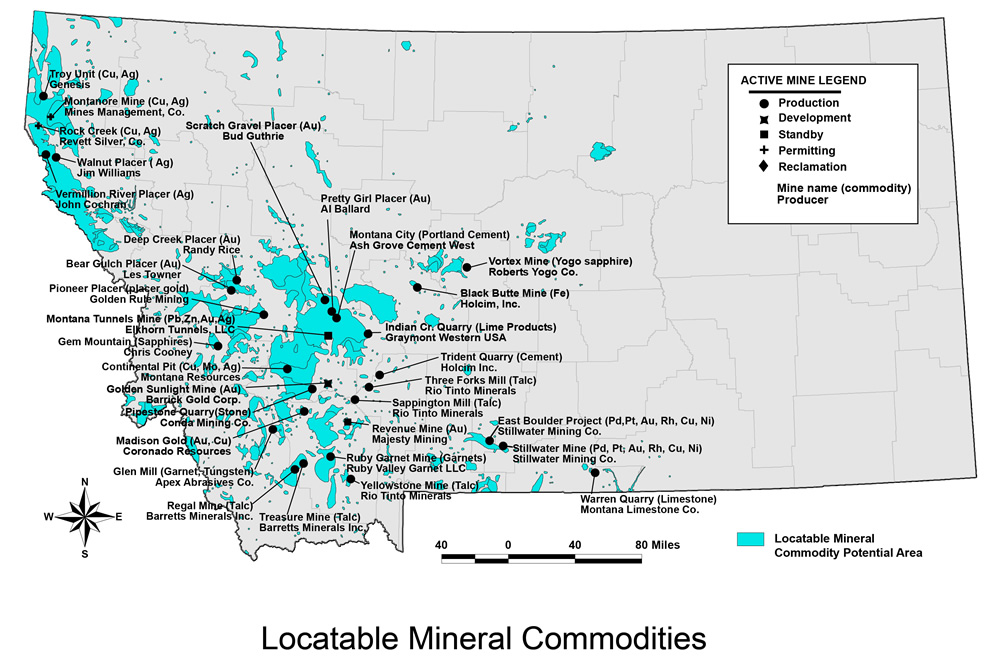 Troy Unit (Cu, Ag)
Genesis
Montanore Mine (Cu, Ag)
Mines Management, Co.
Rock Creek (Cu, Ag)
Revett Silver, Co.
Walnut Placer ( Ag)
Jim Williams
Vermillion River Placer (Ag)
John Cochran
Scratch Gravel Placer (Au)
Bud Guthrie
Pretty Girl Placer (Au)
Al Ballard
Montana City (Portland Cement)
Ash Grove Cement West
Deep Creek Placer (Au)
Randy Rice
Bear Gulch Placer (Au)
Les Towner
Pioneer Placer (placer gold)
Golden Rule Mining
Montana Tunnels Mine (Pb,Zn,Au,Ag)
Elkhorn Tunnels, LLC
Gem Mountain (Sapphires)
Chris Cooney
Continental Pit (Cu, Mo, Ag)
Montana Resources
Golden Sunlight Mine (Au)
Barrick Gold Corp.
Pipestone Quarry(Stone)
Conda Mining Co.
Madison Gold (Au, Cu)
Coronado Resources
Glen Mill (Garnet, Tungsten)
Apex Abrasives Co.
Regal Mine (Talc)
Barretts Minerals Inc.
Treasure Mine (Talc)
Barretts Minerals Inc.
Vortex Mine (Yogo sapphire)
Roberts Yogo Co.
Black Butte Mine (Fe)
Holcim, Inc.
Indian Cr. Quarry (Lime Products)
Graymont Western USA
Trident Quarry (Cement)
Holcim Inc.
Three Forks Mill (Talc)
Rio Tinto Minerals
Sappington Mill (Talc)
Rio Tinto Minerals
Revenue Mine (Au)
Majesty Mining
Ruby Garnet Mine (Garnets)
Ruby Valley Garnet LLC
Yellowstone Mine (Talc)
Rio Tinto Minerals
East Boulder Project (Pd,Pt, Au, Rh, Cu, Ni)
Stillwater Mining Co.
Stillwater Mine (Pd, Pt, Au, Rh, Cu, Ni)
Stillwater Mining Co.
Warren Quarry (Limestone)
Montana Limestone Co.
ACTIVE MINE LEGEND
Production
Development
Standby
Permitting
Reclamation
Mine name (commodity)
Producer
N
W E
S
40 0 40 80 Miles
Locatable Mineral
Commodity Potential Area
Locatable Mineral Commodities